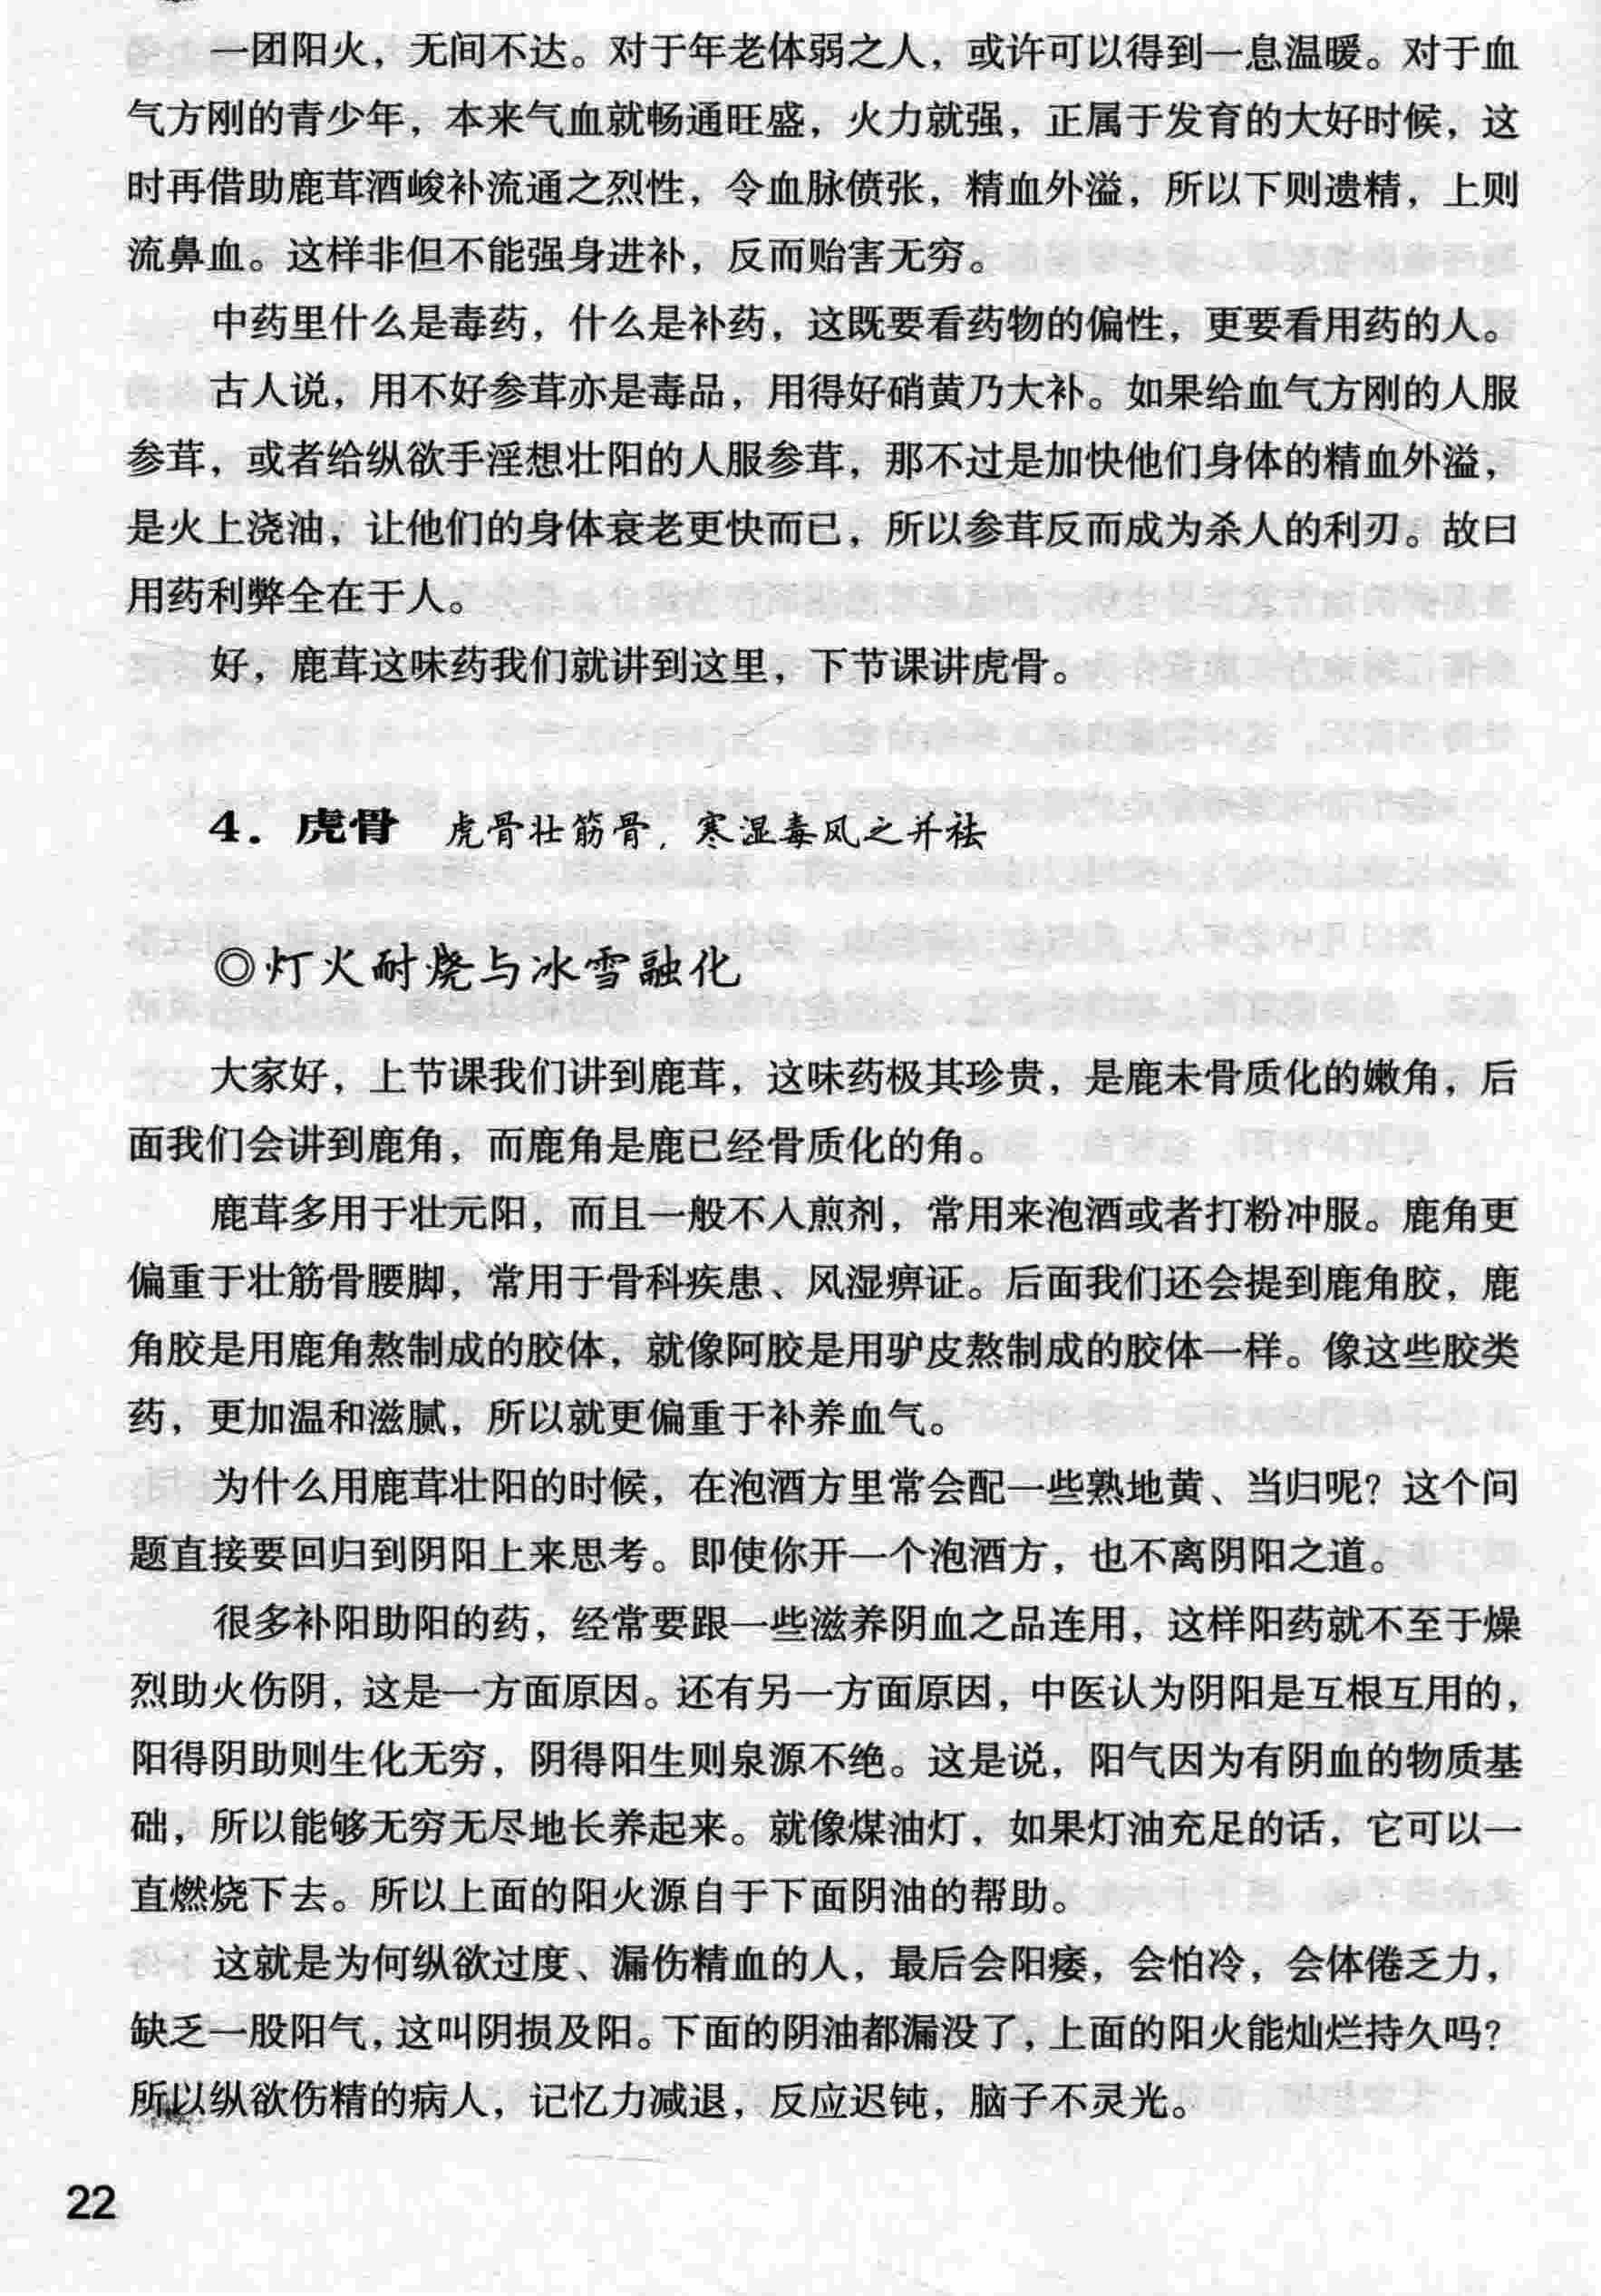 一团阳火，无间不达。对于年老体弱之人，或许可以得到一息温暖。对于血
气方刚的青少年，本来气血就畅通旺盛，火力就强，正属于发育的大好时候，这
时再借助鹿茸酒峻补流通之烈性，令血脉偾张，精血外溢，所以下则遗精，上则
流鼻血。这样非但不能强身进补，反而贻害无穷。
中药里什么是毒药，什么是补药，这既要看药物的偏性，更要看用药的人。
古人说，用不好参茸亦是毒品，用得好硝黄乃大补。如果给血气方刚的人服
参茸，或者给纵欲手淫想壮阳的人服参茸，那不过是加快他们身体的精血外溢，
是火上浇油，让他们的身体衰老更快而已，所以参茸反而成为杀人的利刃。故曰
用药利弊全在于人。
好，鹿茸这味药我们就讲到这里，下节课讲虎骨。
4．虎骨 虎骨壮筋骨，寒湿毒风之并祛
◎灯火耐烧与冰雪融化
大家好，上节课我们讲到鹿茸，这味药极其珍贵，是鹿未骨质化的嫩角，后
面我们会讲到鹿角，而鹿角是鹿已经骨质化的角。
鹿茸多用于壮元阳，而且一般不入煎剂，常用来泡酒或者打粉冲服。鹿角更
偏重于壮筋骨腰脚，常用于骨科疾患、风湿痹证。后面我们还会提到鹿角胶，鹿
角胶是用鹿角熬制成的胶体，就像阿胶是用驴皮熬制成的胶体一样。像这些胶类
药，更加温和滋腻，所以就更偏重于补养血气。
为什么用鹿茸壮阳的时候，在泡酒方里常会配一些熟地黄、当归呢？这个问
题直接要回归到阴阳上来思考。即使你开一个泡酒方，也不离阴阳之道。
很多补阳助阳的药，经常要跟一些滋养阴血之品连用，这样阳药就不至于燥
烈助火伤阴，这是一方面原因。还有另一方面原因，中医认为阴阳是互根互用的，
阳得阴助则生化无穷，阴得阳生则泉源不绝。这是说，阳气因为有阴血的物质基
础，所以能够无穷无尽地长养起来。就像煤油灯，如果灯油充足的话，它可以一
直燃烧下去。所以上面的阳火源自于下面阴油的帮助。
这就是为何纵欲过度、漏伤精血的人，最后会阳痿，会怕冷，会体倦乏力，
缺乏一股阳气，这叫阴损及阳。下面的阴油都漏没了，上面的阳火能灿烂持久吗？
所以纵欲伤精的病人，记忆力减退，反应迟钝，脑子不灵光。
22